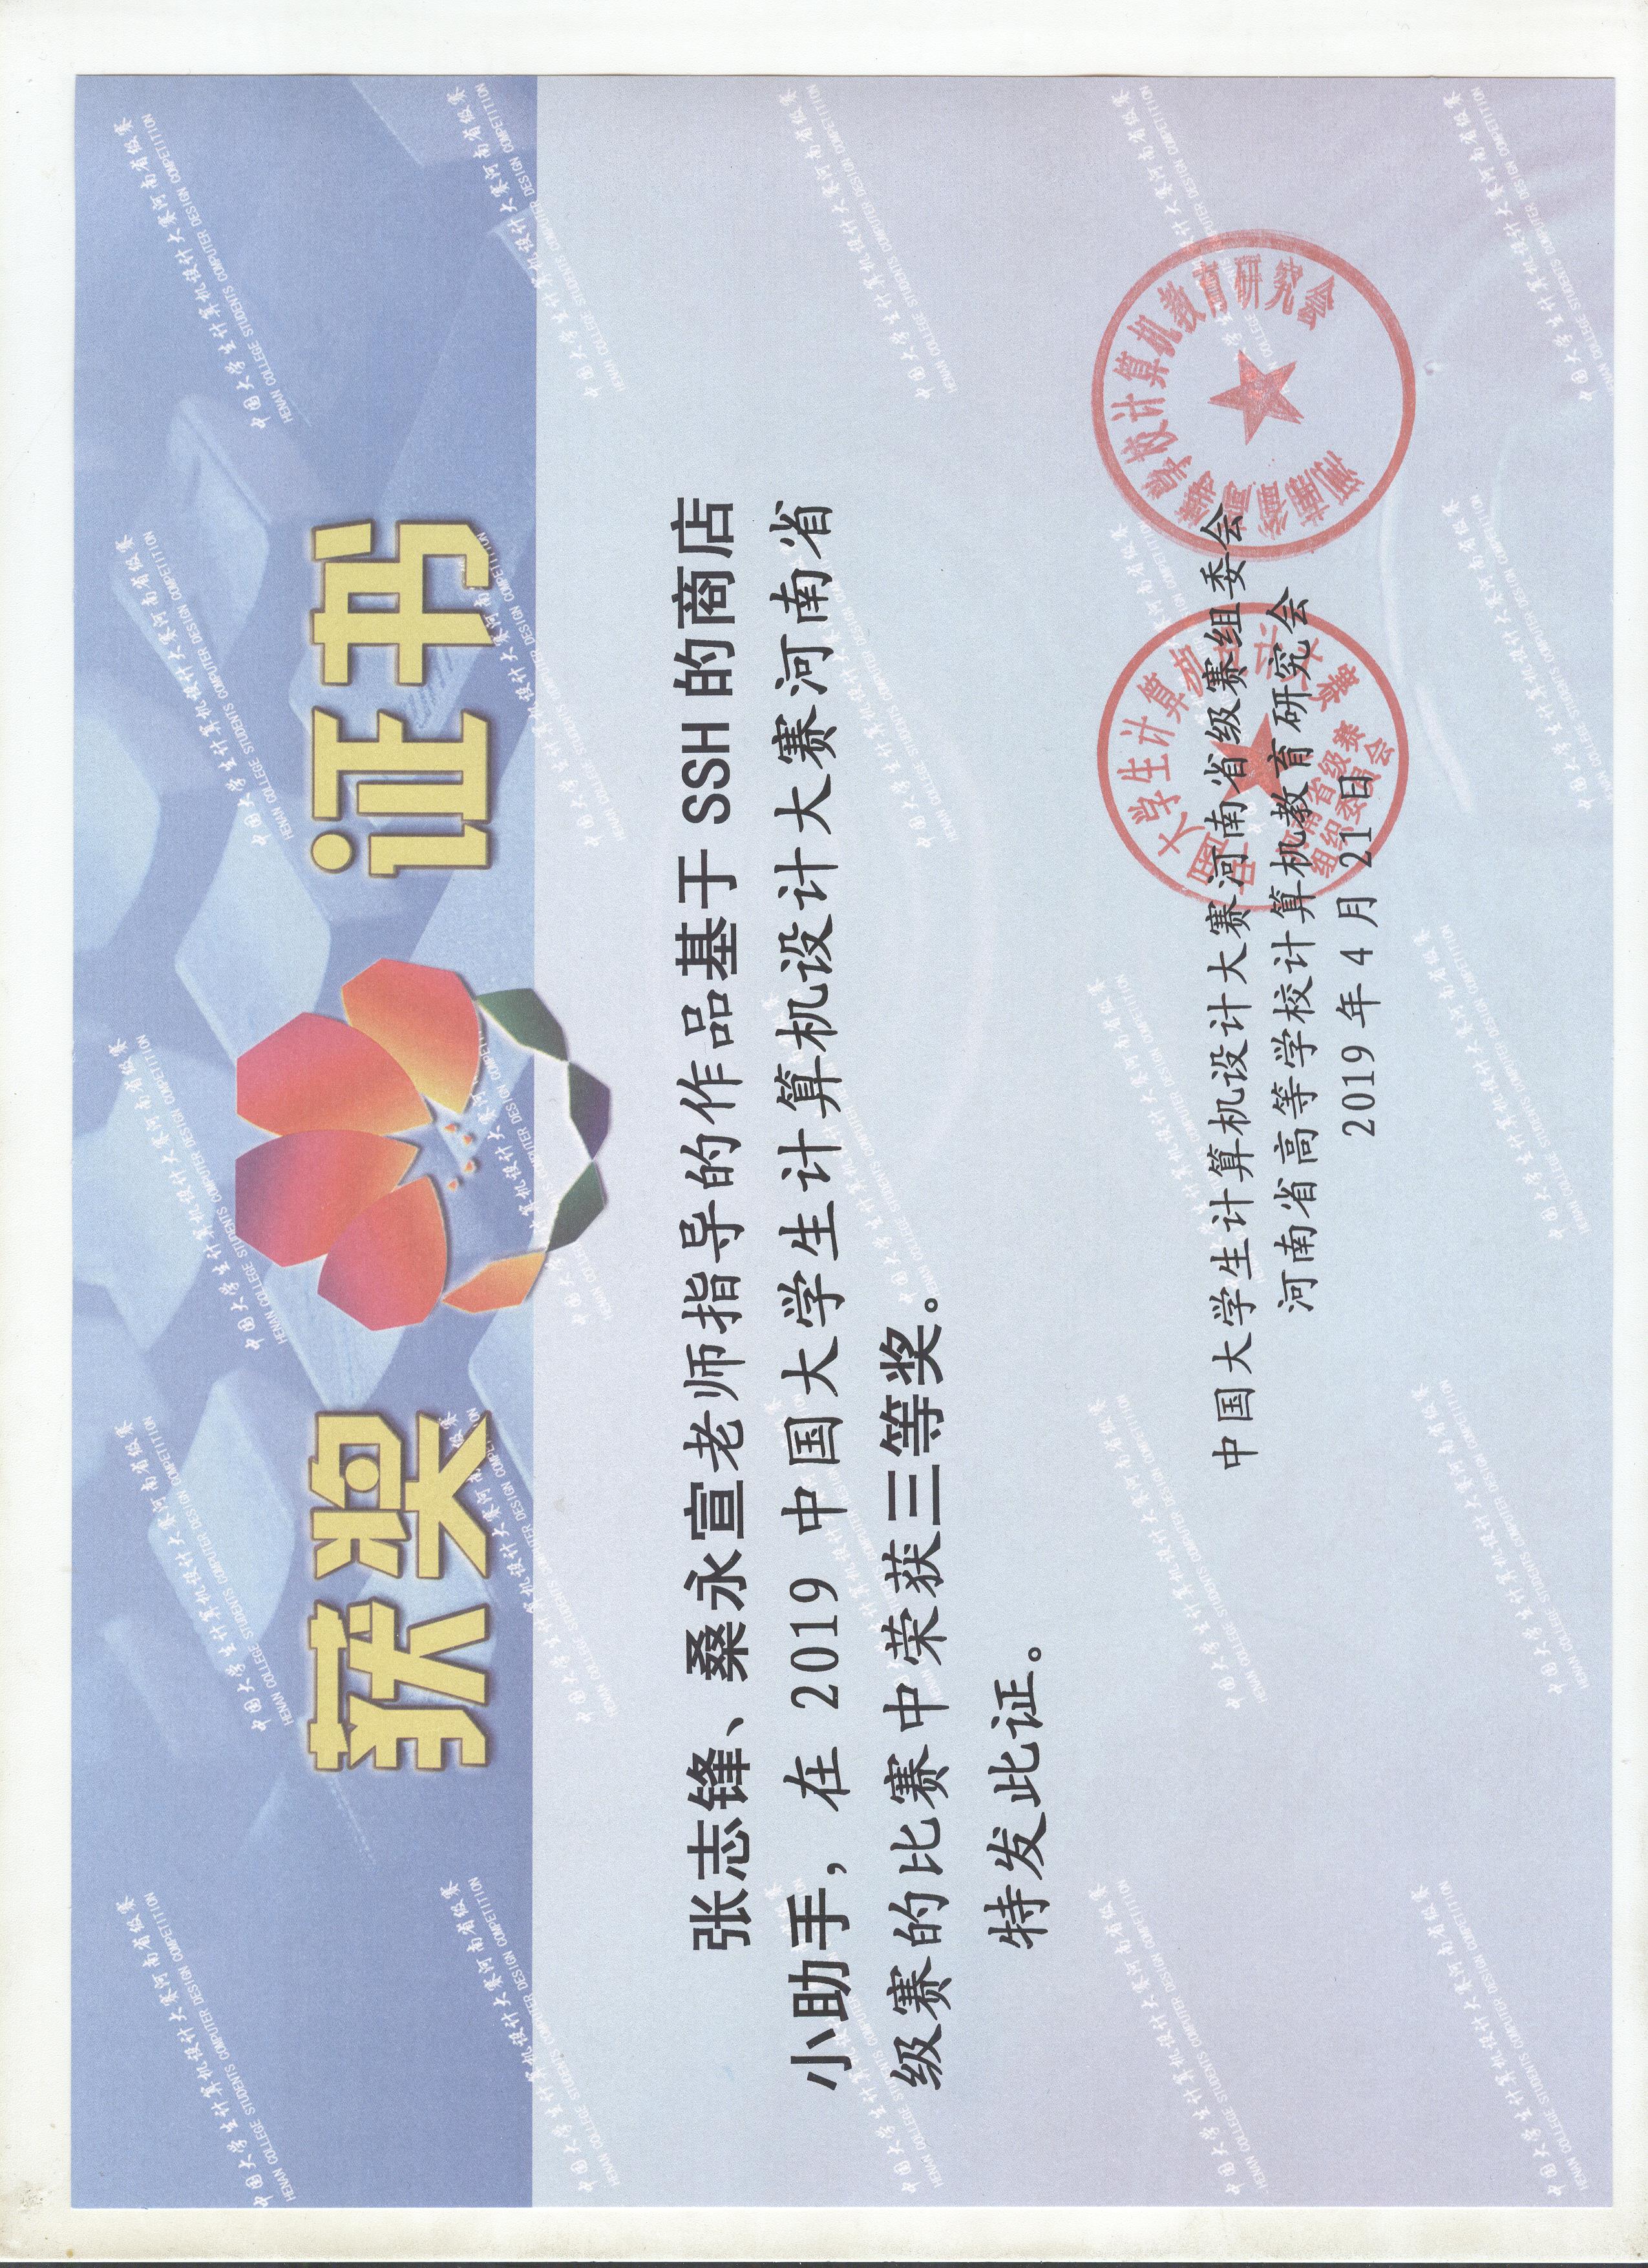 获奖 证书
张志锋、桑永宣老师指导的作品基于 SSH 的商店
小助手，在 2019 中国大学生计算机设计大赛河南省
级赛的比赛中荣获三等奖。
特发此证。
中国大学生计算机设计大赛河南省级赛组委会
河南省高等学校计算机教育研究会
2019 年 4 月 21 日
中国大学生计算机设计大赛
河南省级赛
组织委员会
河南省高等学校计算机教育研究会
中国大学生计算机设计大赛河南省级赛
HENAN COLLEGE STUDENTS COMPUTER DESIGN COMPETITION